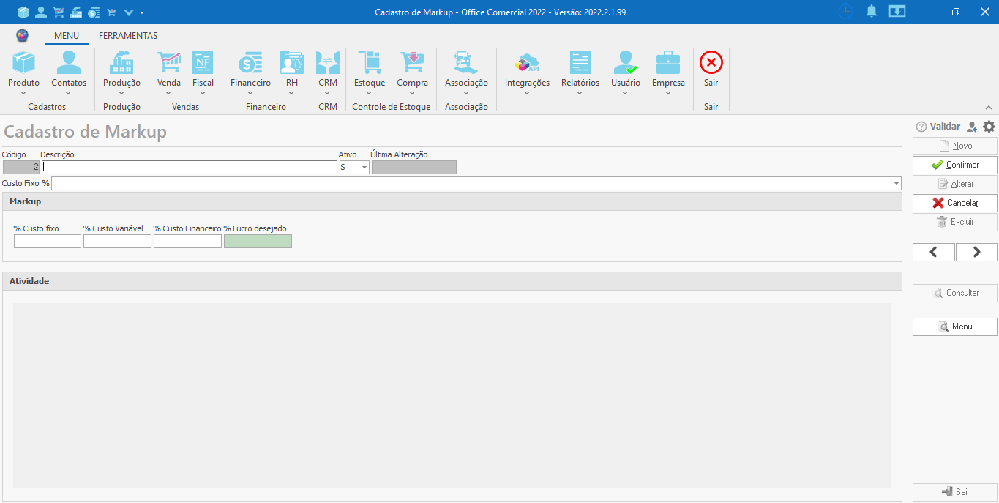 Cadastro de Markup - Office Comercial 2022 - Versão: 2022.2.1.99
MENU FERRAMENTAS
NF API
Produto Contatos Produção Venda Fiscal Financeiro RH CRM Estoque Compra Associação Integrações Relatórios Usuário Empresa Sair
Cadastros Produção Vendas Financeiro CRM Controle de Estoque Associação Sair
Cadastro de Markup
Código Descrição Ativo Última Alteração
2 S
Custo Fixo %
Markup
% Custo fixo % Custo Variável % Custo Financeiro % Lucro desejado
Atividade
Validar
Novo
Confirmar
Alterar
Cancelar
Excluir
Consultar
Menu
Sair